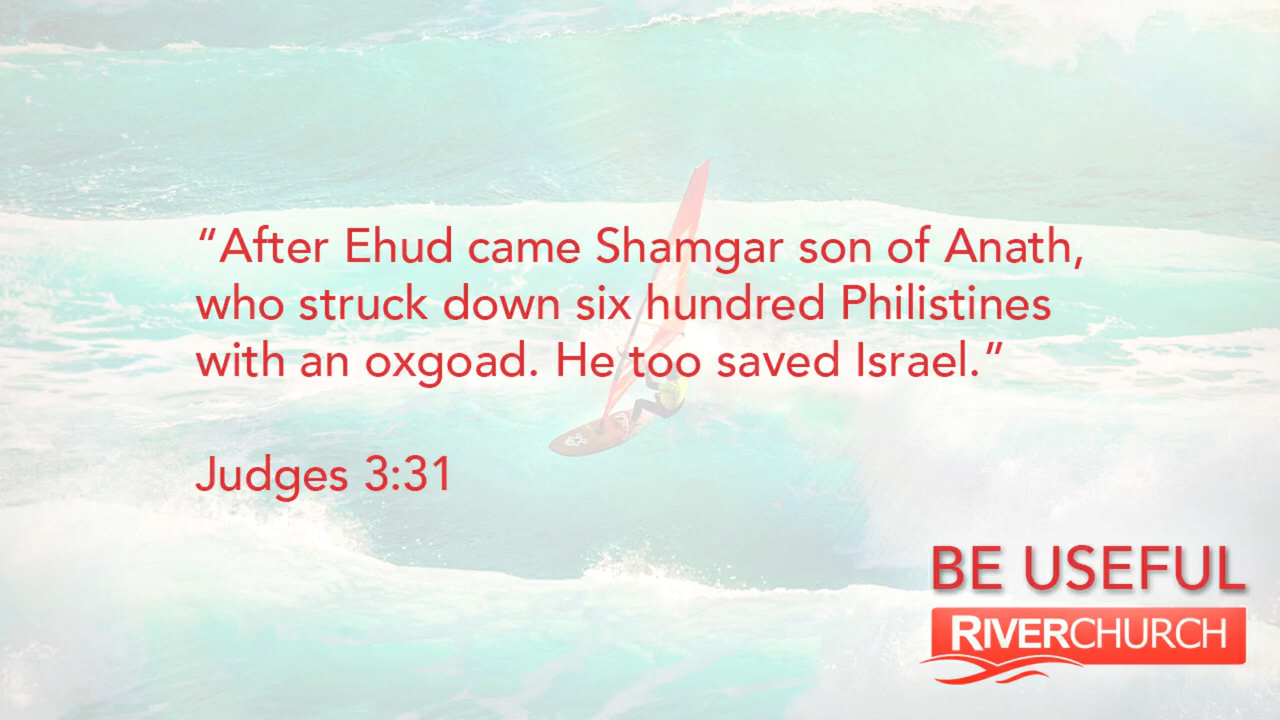 “After Ehud came Shamgar son of Anath,
who struck down six hundred Philistines
with an oxgoad. He too saved Israel.”
Judges 3:31
BE USEFUL
RIVERCHURCH